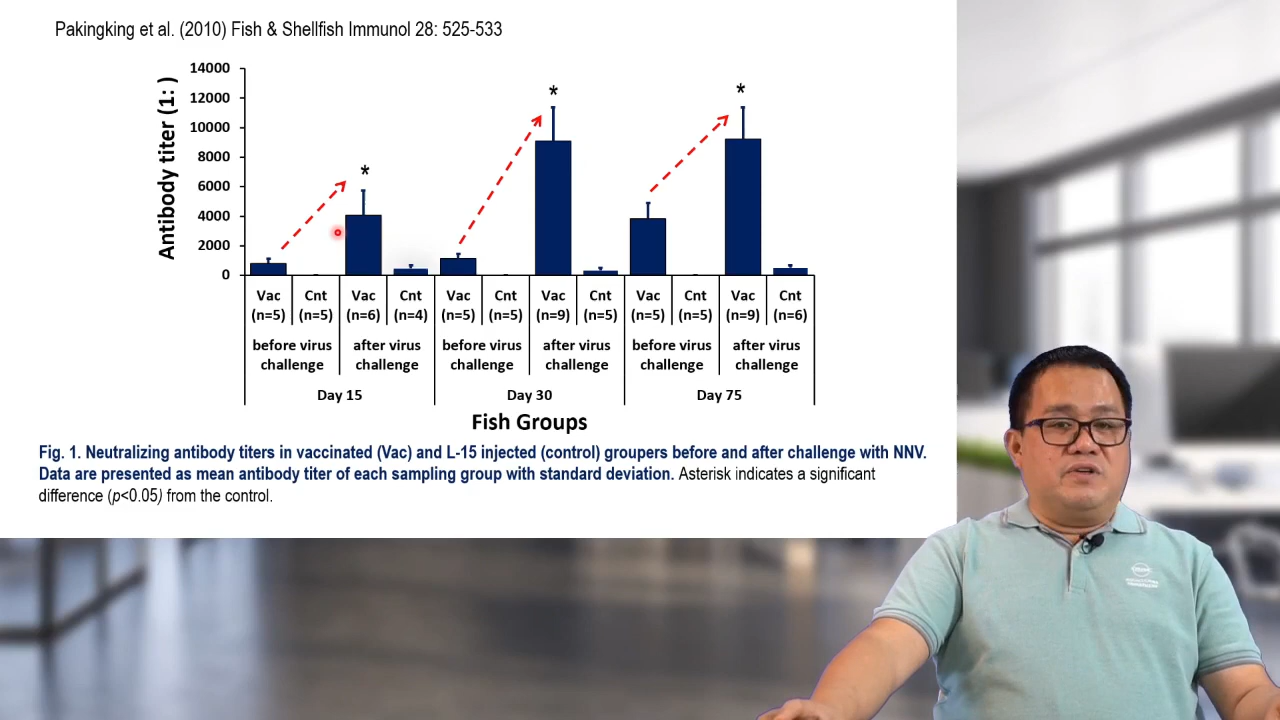 Pakingking et al. (2010) Fish & Shellfish Immunol 28: 525-533
Antibody titer (1: )
14000
12000
10000
8000
6000
4000
2000
0
* * *
Vac Cnt Vac Cnt Vac Cnt Vac Cnt Vac Cnt Vac Cnt
(n=5) (n=5) (n=6) (n=4) (n=5) (n=5) (n=9) (n=5) (n=5) (n=5) (n=9) (n=6)
before virus after virus before virus after virus before virus after virus
challenge challenge challenge challenge challenge challenge
Day 15 Day 30 Day 75
Fish Groups
Fig. 1. Neutralizing antibody titers in vaccinated (Vac) and L-15 injected (control) groupers before and after challenge with NNV.
Data are presented as mean antibody titer of each sampling group with standard deviation. Asterisk indicates a significant
difference (p<0.05) from the control.